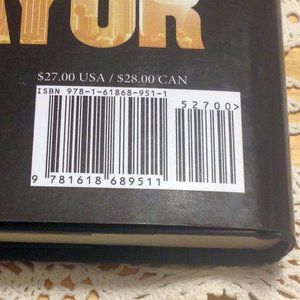 AYOR
$27.00 USA / $28.00 CAN
ISBN 978-1-61868-951-1
52700>
9 781618 689511